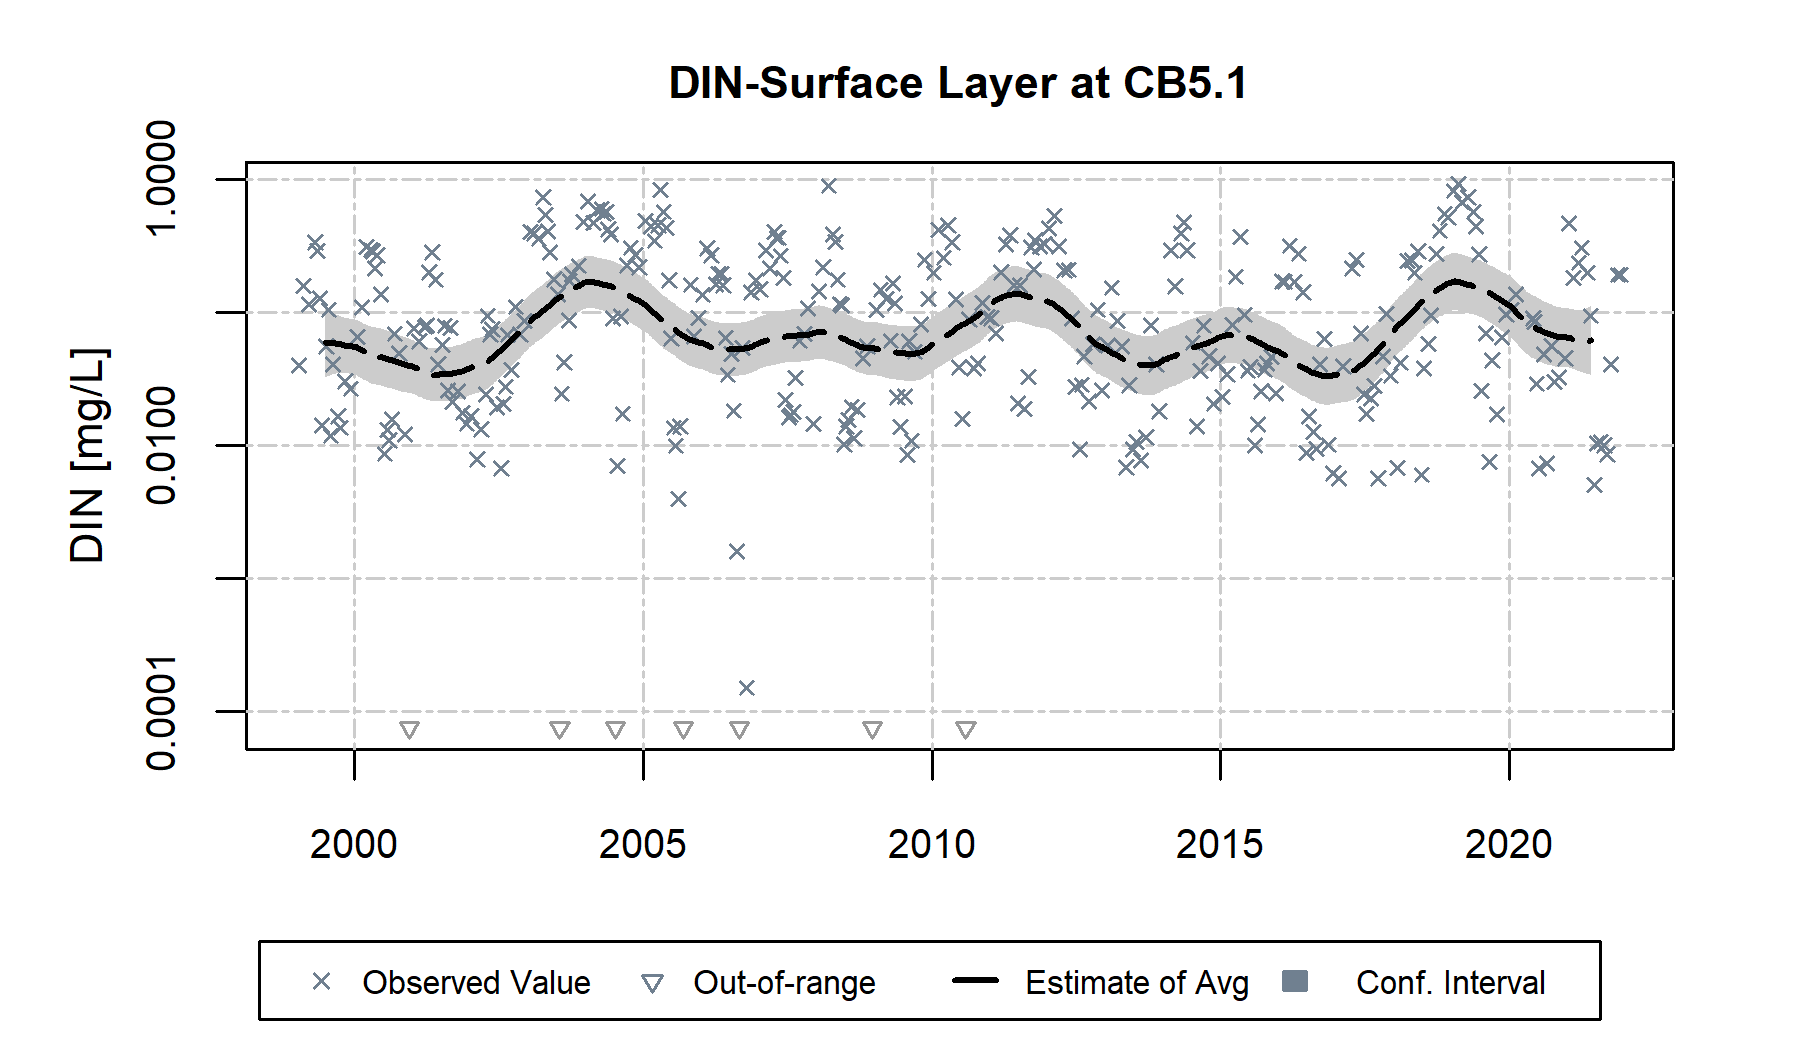 DIN-Surface Layer at CB5.1
DIN [mg/L]
1.0000
0.0100
0.0001
2000 2005 2010 2015 2020
Observed Value Out-of-range Estimate of Avg Conf. Interval